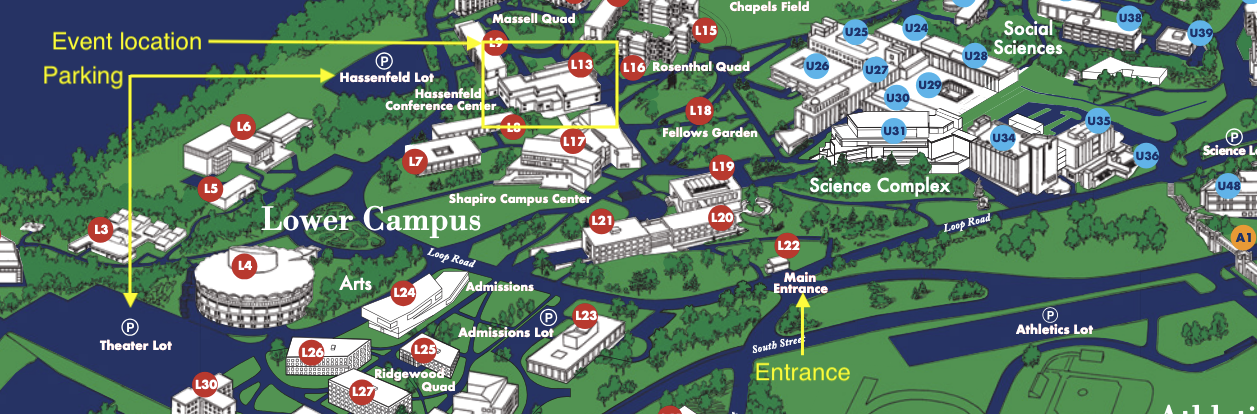 Massell Quad
Chapels Field
Event location
L9
L15
U25
U24
Social
Sciences
U38
U39
Parking
P
Hassenfeld Lot
L13
L16
Rosenthal Quad
U26
U27
U28
Hassenfeld
Conference Center
U29
U30
L18
Fellows Garden
L6
L8
L17
U31
U34
U35
P
Science Lo
L7
U36
L5
L19
Science Complex
U48
Shapiro Campus Center
Lower Campus
L3
L21
L20
Loop Road
A1
L4
Loop Road
L22
Arts
L24
Admissions
Main
Entrance
P
Theater Lot
P
Admissions Lot
L23
P
Athletics Lot
South Street
L26
L25
Ridgewood
Quad
Entrance
L30
L27